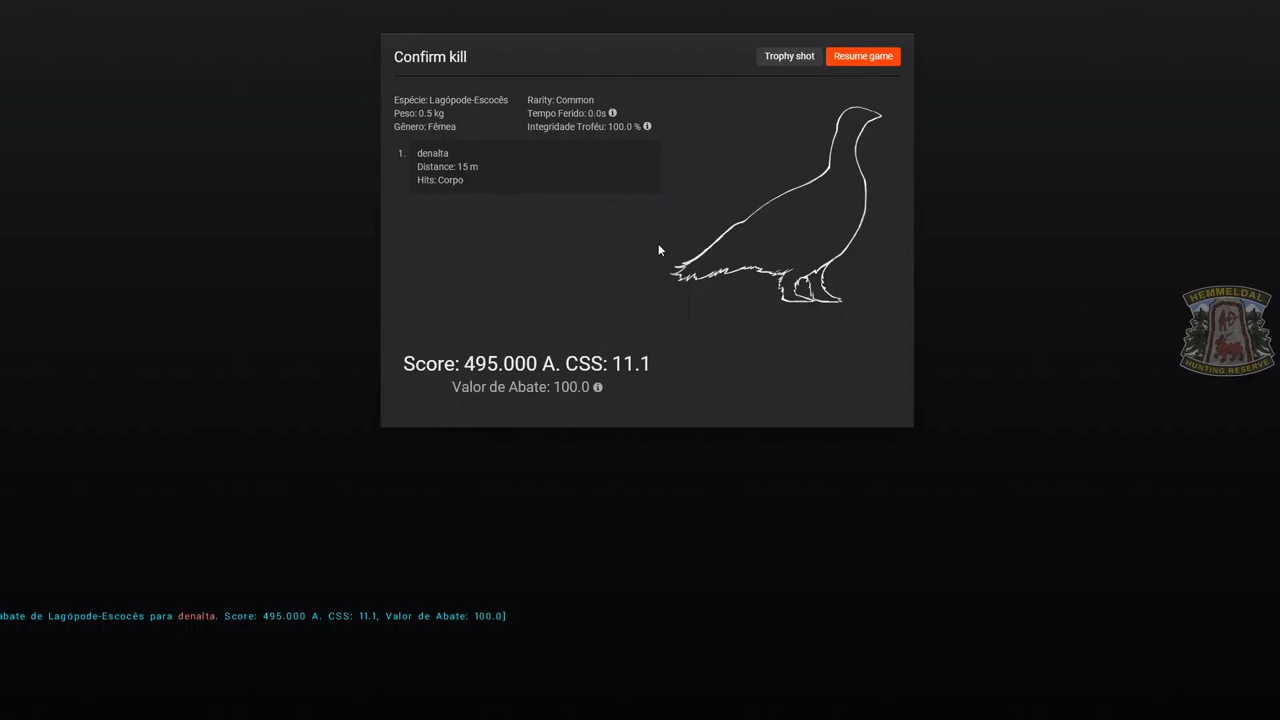 Confirm kill
Trophy shot
Resume game
Espécie: Lagópode-Escocês
Peso: 0.5 kg
Gênero: Fêmea
Rarity: Common
Tempo Ferido: 0.0s
Integridade Troféu: 100.0 %
1. denalta
Distance: 15 m
Hits: Corpo
Score: 495.000 A. CSS: 11.1
Valor de Abate: 100.0
HEMMELDAL
HUNTING RESERVE
abate de Lagópode-Escocês para denalta. Score: 495.000 A. CSS: 11.1, Valor de Abate: 100.0]